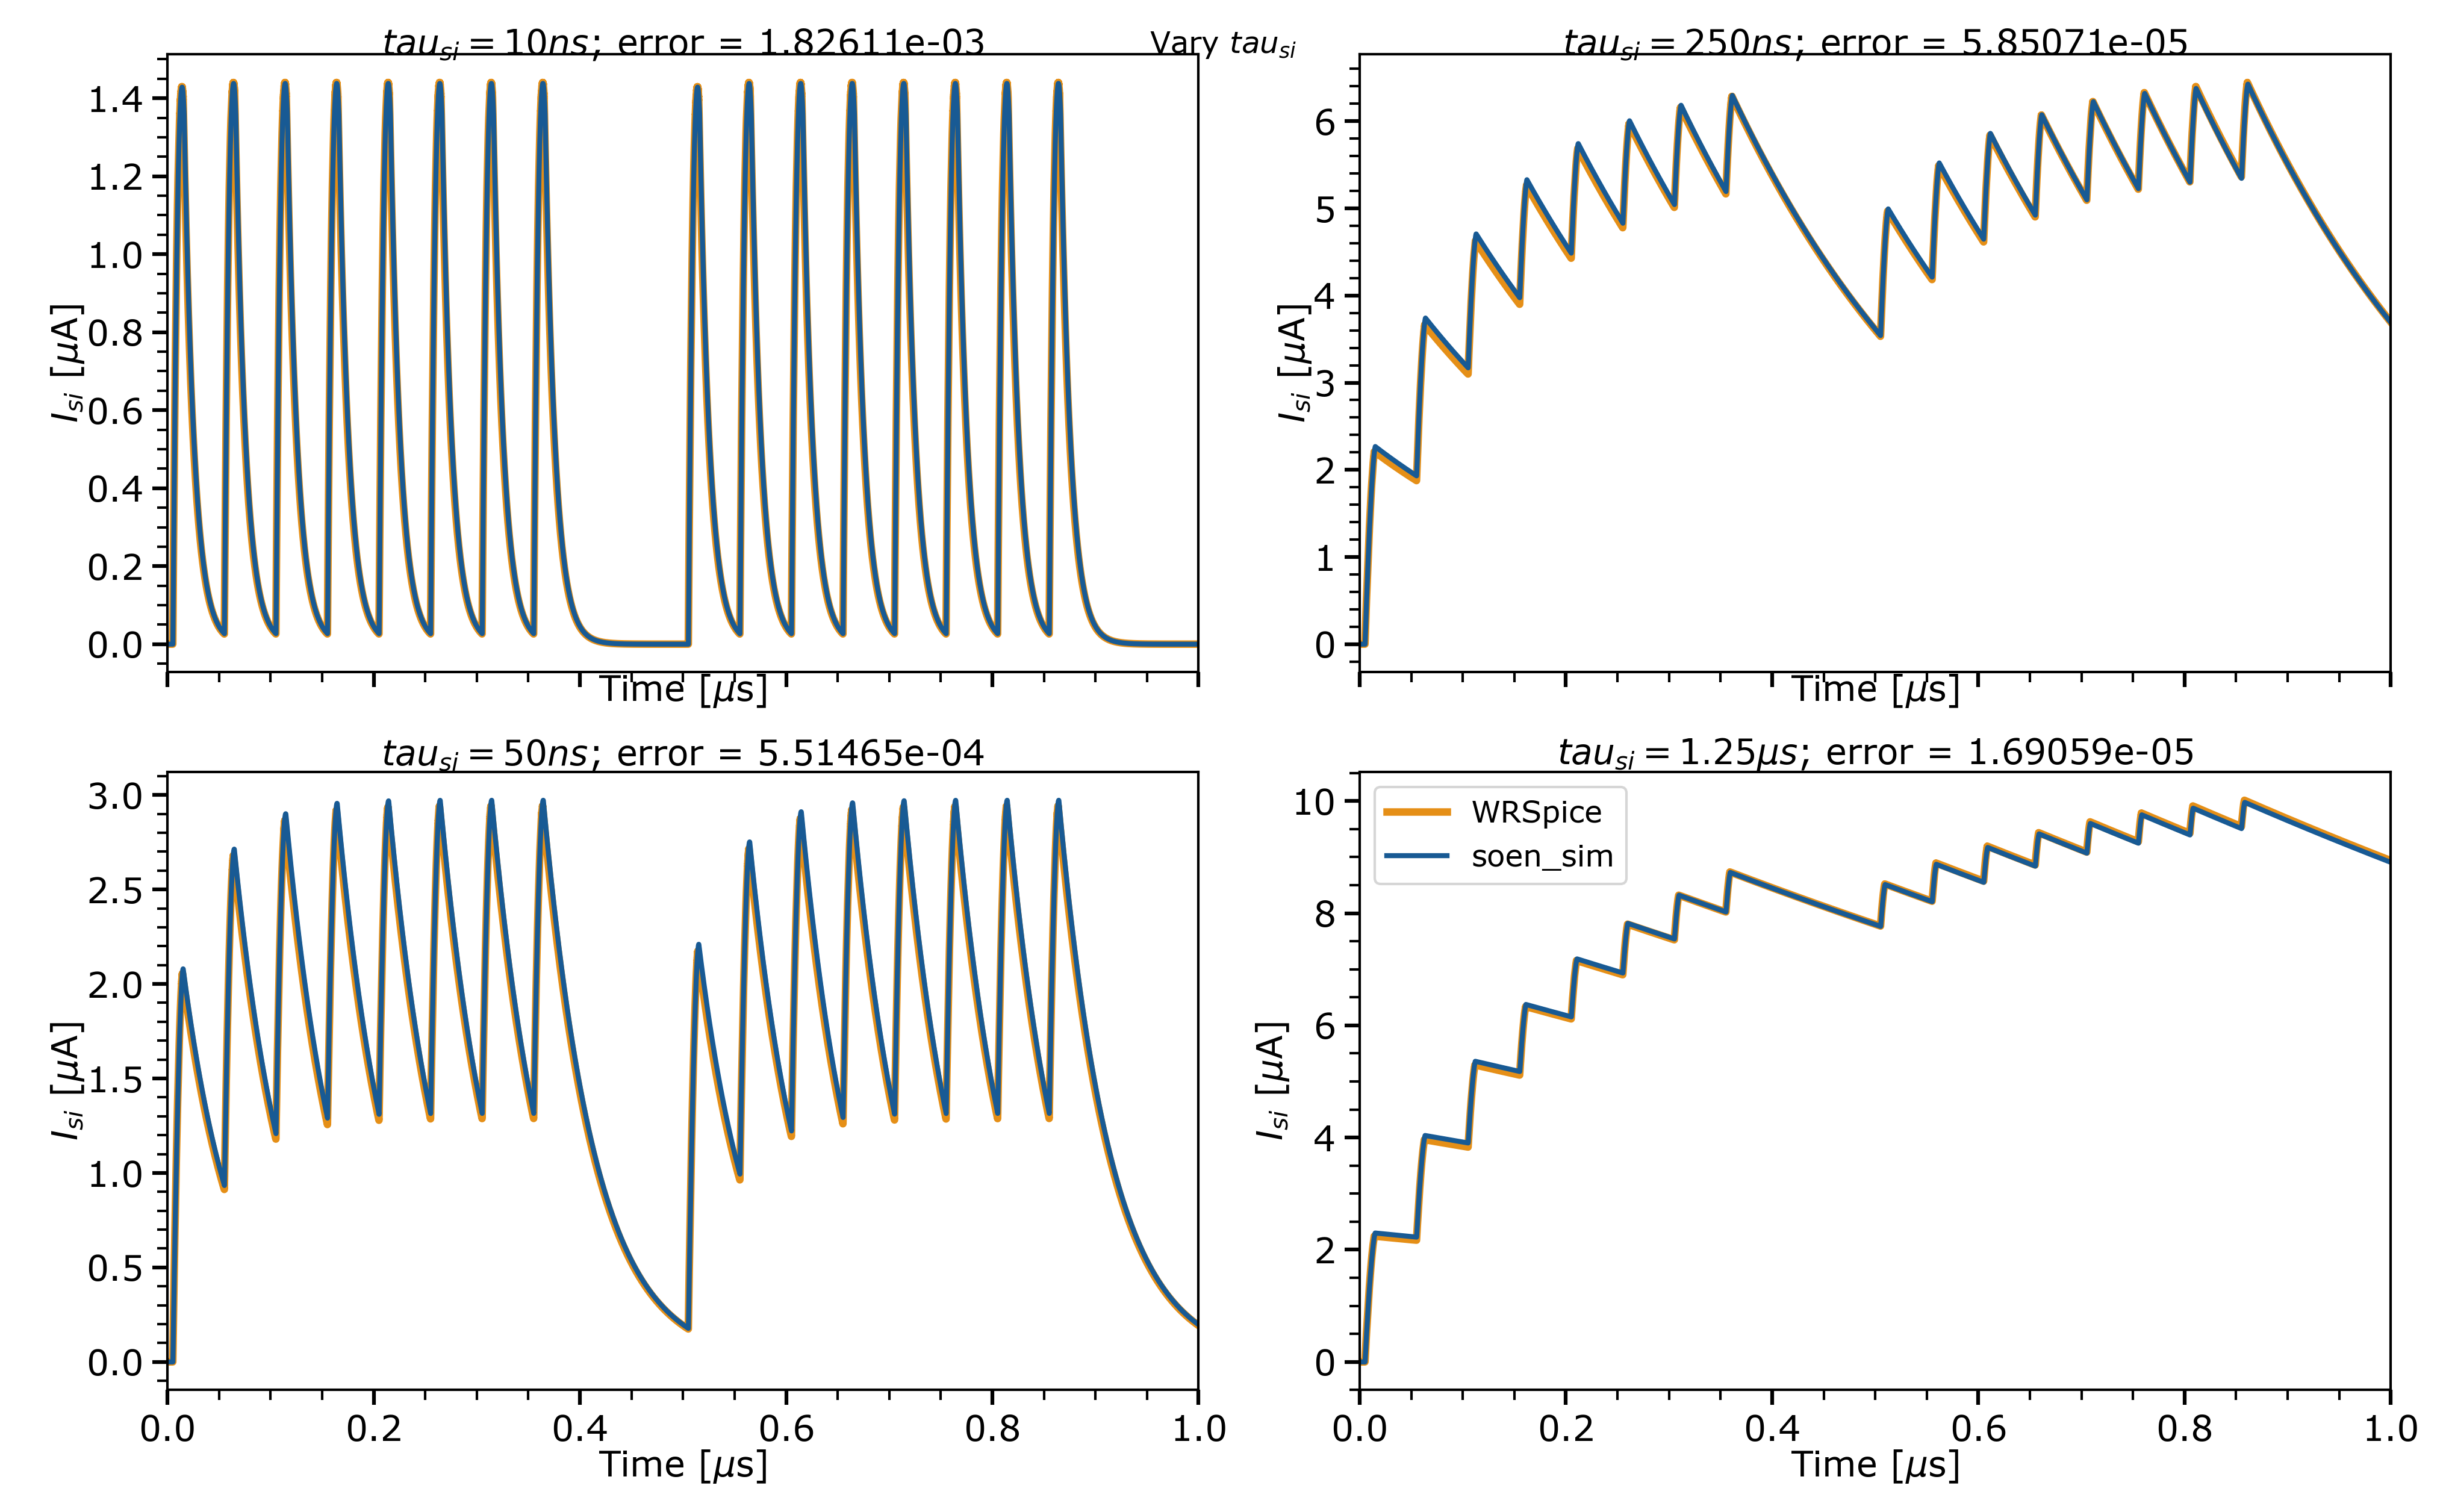 Vary tau_si
tau_si = 10ns; error = 1.82611e-03
1.4
1.2
1.0
0.8
0.6
0.4
0.2
0.0
I_si [μA]
Time [μs]
tau_si = 250ns; error = 5.85071e-05
6
5
4
3
2
1
0
I_si [μA]
Time [μs]
tau_si = 50ns; error = 5.51465e-04
3.0
2.5
2.0
1.5
1.0
0.5
0.0
I_si [μA]
0.0 0.2 0.4 0.6 0.8 1.0
Time [μs]
tau_si = 1.25μs; error = 1.69059e-05
WRSpice
soen_sim
10
8
6
4
2
0
I_si [μA]
0.0 0.2 0.4 0.6 0.8 1.0
Time [μs]